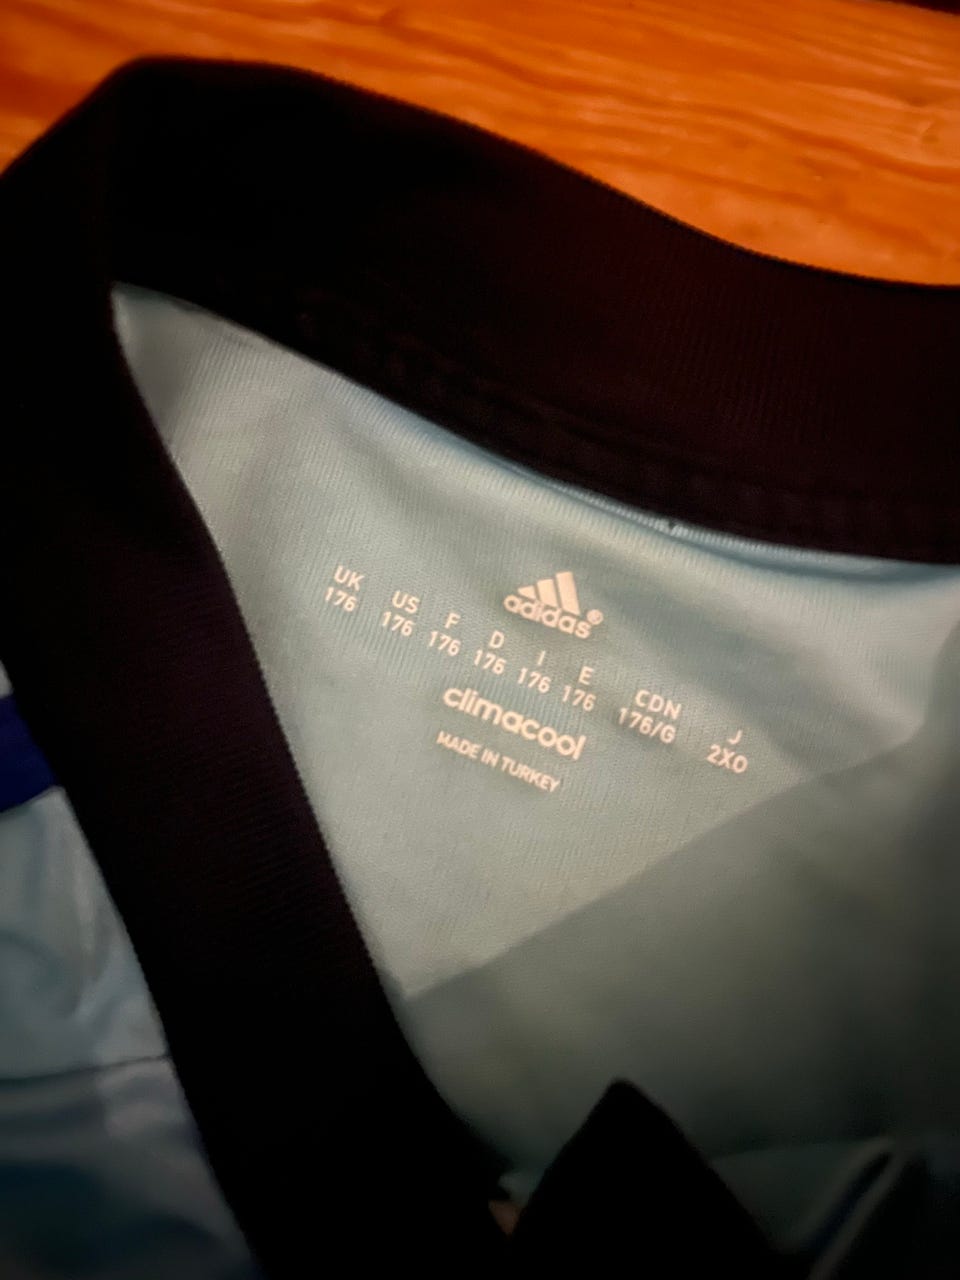 adidas®
UK US F D I E CDN J
176 176 176 176 176 176 176/G 2XO
climacool
MADE IN TURKEY